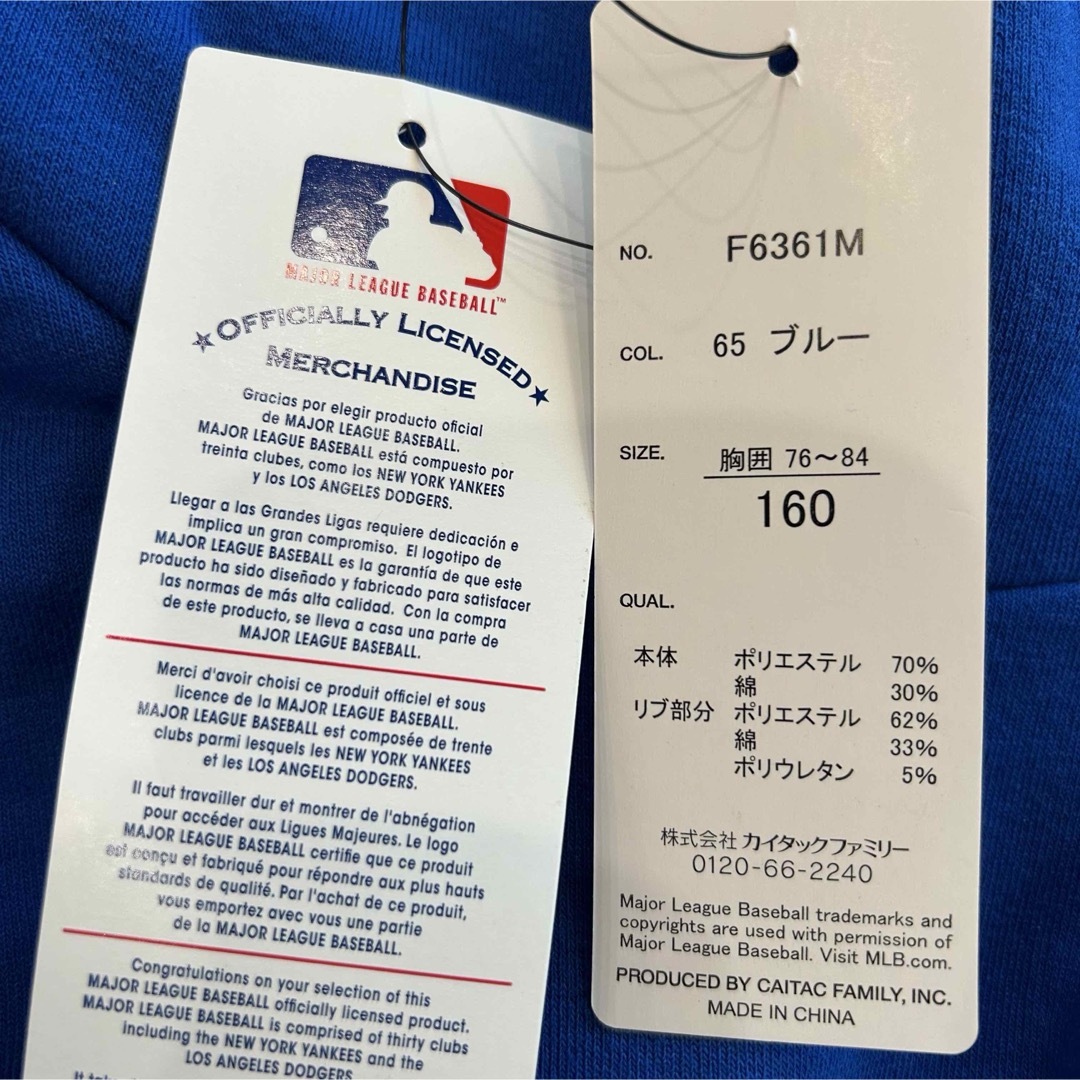 MAJOR LEAGUE BASEBALL™
★OFFICIALLY LICENSED★
MERCHANDISE
Gracias por elegir producto oficial
de MAJOR LEAGUE BASEBALL.
MAJOR LEAGUE BASEBALL está compuesto por
treinta clubes, como los NEW YORK YANKEES
y los LOS ANGELES DODGERS.
Llegar a las Grandes Ligas requiere dedicación e
implica un gran compromiso. El logotipo de
MAJOR LEAGUE BASEBALL es la garantía de que este
producto ha sido diseñado y fabricado para satisfacer
las normas de más alta calidad. Con la compra
de este producto, se lleva a casa una parte de
MAJOR LEAGUE BASEBALL.
Merci d'avoir choisi ce produit officiel et sous
licence de la MAJOR LEAGUE BASEBALL.
MAJOR LEAGUE BASEBALL est composée de trente
clubs parmi lesquels les NEW YORK YANKEES
et les LOS ANGELES DODGERS.
Il faut travailler dur et montrer de l'abnégation
pour accéder aux Ligues Majeures. Le logo
MAJOR LEAGUE BASEBALL certifie que ce produit
est conçu et fabriqué pour répondre aux plus hauts
standards de qualité. Par l'achat de ce produit,
vous emportez avec vous une partie
de la MAJOR LEAGUE BASEBALL.
Congratulations on your selection of this
MAJOR LEAGUE BASEBALL officially licensed product.
MAJOR LEAGUE BASEBALL is comprised of thirty clubs
including the NEW YORK YANKEES and the
LOS ANGELES DODGERS.
It
NO. F6361M
COL. 65 ブルー
SIZE. 胸囲 76～84
160
QUAL.
本体 ポリエステル 70%
綿 30%
リブ部分 ポリエステル 62%
綿 33%
ポリウレタン 5%
株式会社 カイタックファミリー
0120-66-2240
Major League Baseball trademarks and
copyrights are used with permission of
Major League Baseball. Visit MLB.com.
PRODUCED BY CAITAC FAMILY, INC.
MADE IN CHINA